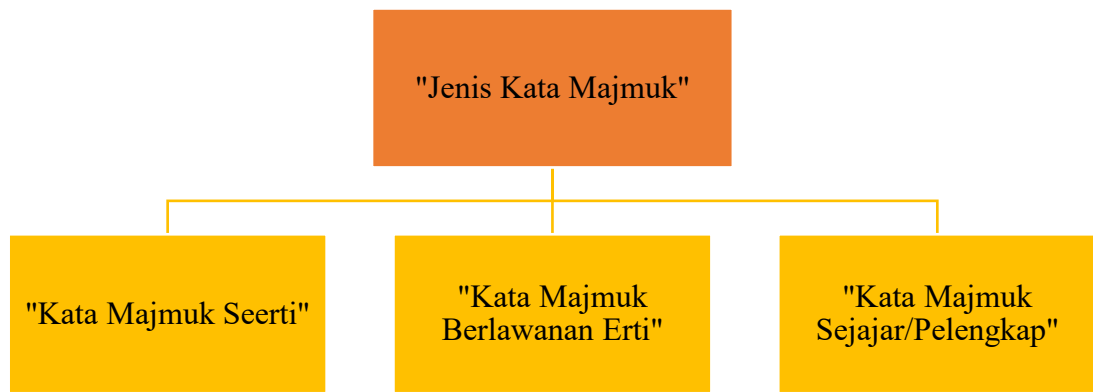 "Jenis Kata Majmuk"
"Kata Majmuk Seerti"
"Kata Majmuk
Berlawanan Erti"
"Kata Majmuk
Sejajar/Pelengkap"